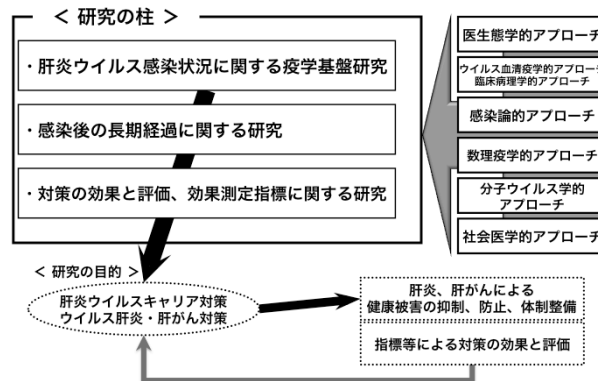 ＜ 研究の柱 ＞
・肝炎ウイルス感染状況に関する疫学基盤研究
・感染後の長期経過に関する研究
・対策の効果と評価、効果測定指標に関する研究
医生態学的アプローチ
ウイルス血清疫学的アプローチ
臨床病理学的アプローチ
感染論的アプローチ
数理疫学的アプローチ
分子ウイルス学的
アプローチ
社会医学的アプローチ
＜ 研究の目的 ＞
肝炎ウイルスキャリア対策
ウイルス肝炎・肝がん対策
肝炎、肝がんによる
健康被害の抑制、防止、体制整備
指標等による対策の効果と評価